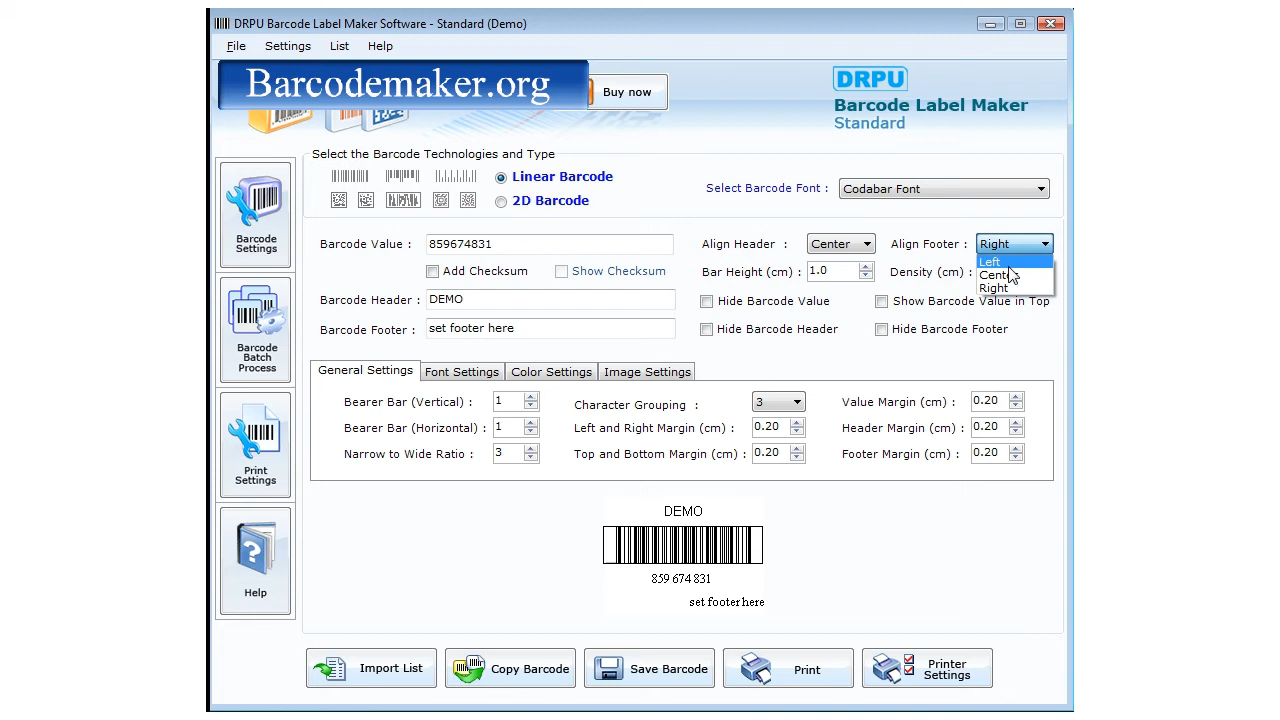 DRPU Barcode Label Maker Software - Standard (Demo)
File Settings List Help
Barcodemaker.org
Buy now
DRPU
Barcode Label Maker
Standard
Select the Barcode Technologies and Type
Linear Barcode
2D Barcode
Select Barcode Font :
Codabar Font
Barcode Settings
Barcode Batch Process
Print Settings
Help
Barcode Value : 859674831
Add Checksum Show Checksum
Barcode Header : DEMO
Barcode Footer : set footer here
Align Header : Center Align Footer : Right
Left
Center
Right
Bar Height (cm) : 1.0 Density (cm) :
Hide Barcode Value Show Barcode Value in Top
Hide Barcode Header Hide Barcode Footer
General Settings Font Settings Color Settings Image Settings
Bearer Bar (Vertical) : 1 Character Grouping : 3 Value Margin (cm) : 0.20
Bearer Bar (Horizontal) : 1 Left and Right Margin (cm) : 0.20 Header Margin (cm) : 0.20
Narrow to Wide Ratio : 3 Top and Bottom Margin (cm) : 0.20 Footer Margin (cm) : 0.20
DEMO
859 674 831
set footer here
Import List Copy Barcode Save Barcode Print Printer Settings